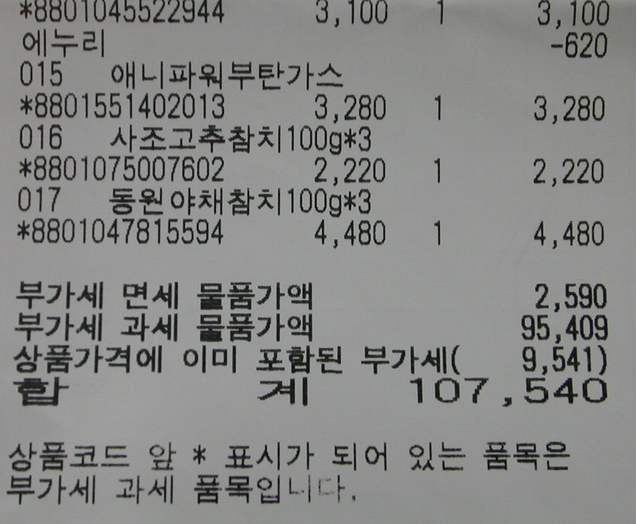 *8801045522944 3,100 1 3,100
에누리 -620
015 애니파워부탄가스
*8801551402013 3,280 1 3,280
016 사조고추참치100g*3
*8801075007602 2,220 1 2,220
017 동원야채참치100g*3
*8801047815594 4,480 1 4,480
부가세 면세 물품가액 2,590
부가세 과세 물품가액 95,409
상품가격에 이미 포함된 부가세( 9,541)
합 계 107,540
상품코드 앞 * 표시가 되어 있는 품목은
부가세 과세 품목입니다.